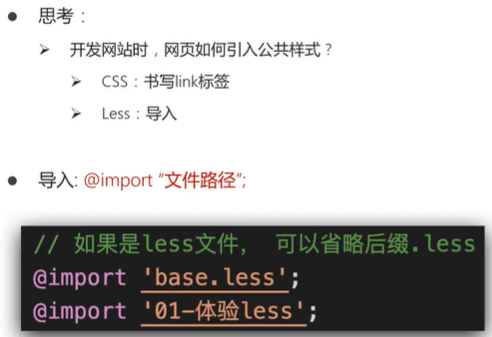 ● 思考：
➢ 开发网站时，网页如何引入公共样式？
➢ CSS：书写link标签
➢ Less：导入
● 导入: @import “文件路径”;
// 如果是less文件， 可以省略后缀.less
@import 'base.less';
@import '01-体验less';